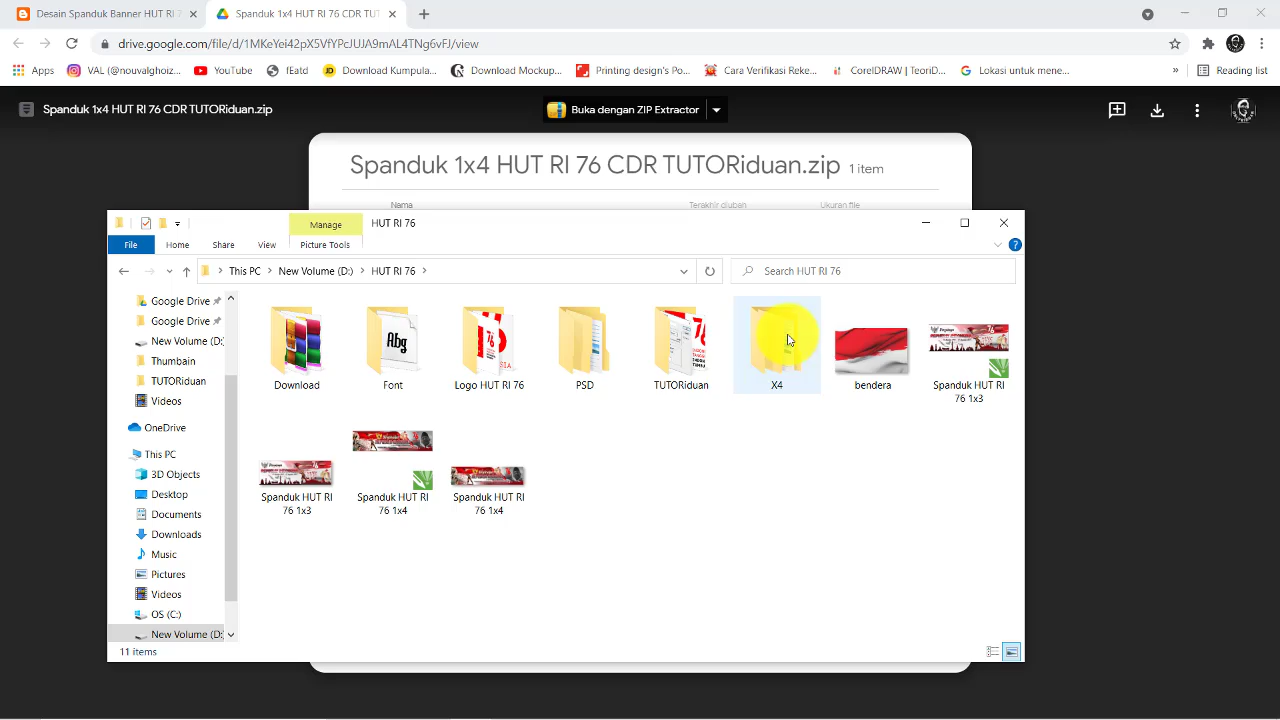 Desain Spanduk Banner HUT RI 7
Spanduk 1x4 HUT RI 76 CDR TUT
drive.google.com/file/d/1MKeYei42pX5VfYPcJUJA9mAL4TNg6vFJ/view
Apps
VAL (@nouvalghoiz...
YouTube
fEatd
Download Kumpula...
Download Mockup...
Printing design's Po...
Cara Verifikasi Reke...
CorelDRAW | TeoriD...
Lokasi untuk mene...
»
Reading list
Spanduk 1x4 HUT RI 76 CDR TUTORiduan.zip
Buka dengan ZIP Extractor
Spanduk 1x4 HUT RI 76 CDR TUTORiduan.zip 1 item
Nama
Terakhir diubah
Ukuran file
Manage
HUT RI 76
File
Home
Share
View
Picture Tools
This PC > New Volume (D:) > HUT RI 76 >
Search HUT RI 76
Google Drive
Google Drive
New Volume (D:
Thumbain
TUTORiduan
Videos
OneDrive
This PC
3D Objects
Desktop
Documents
Downloads
Music
Pictures
Videos
OS (C:)
New Volume (D:
Abg
Download
Font
Logo HUT RI 76
PSD
TUTORiduan
X4
bendera
Spanduk HUT RI
76 1x3
Spanduk HUT RI
76 1x3
Spanduk HUT RI
76 1x4
Spanduk HUT RI
76 1x4
11 items